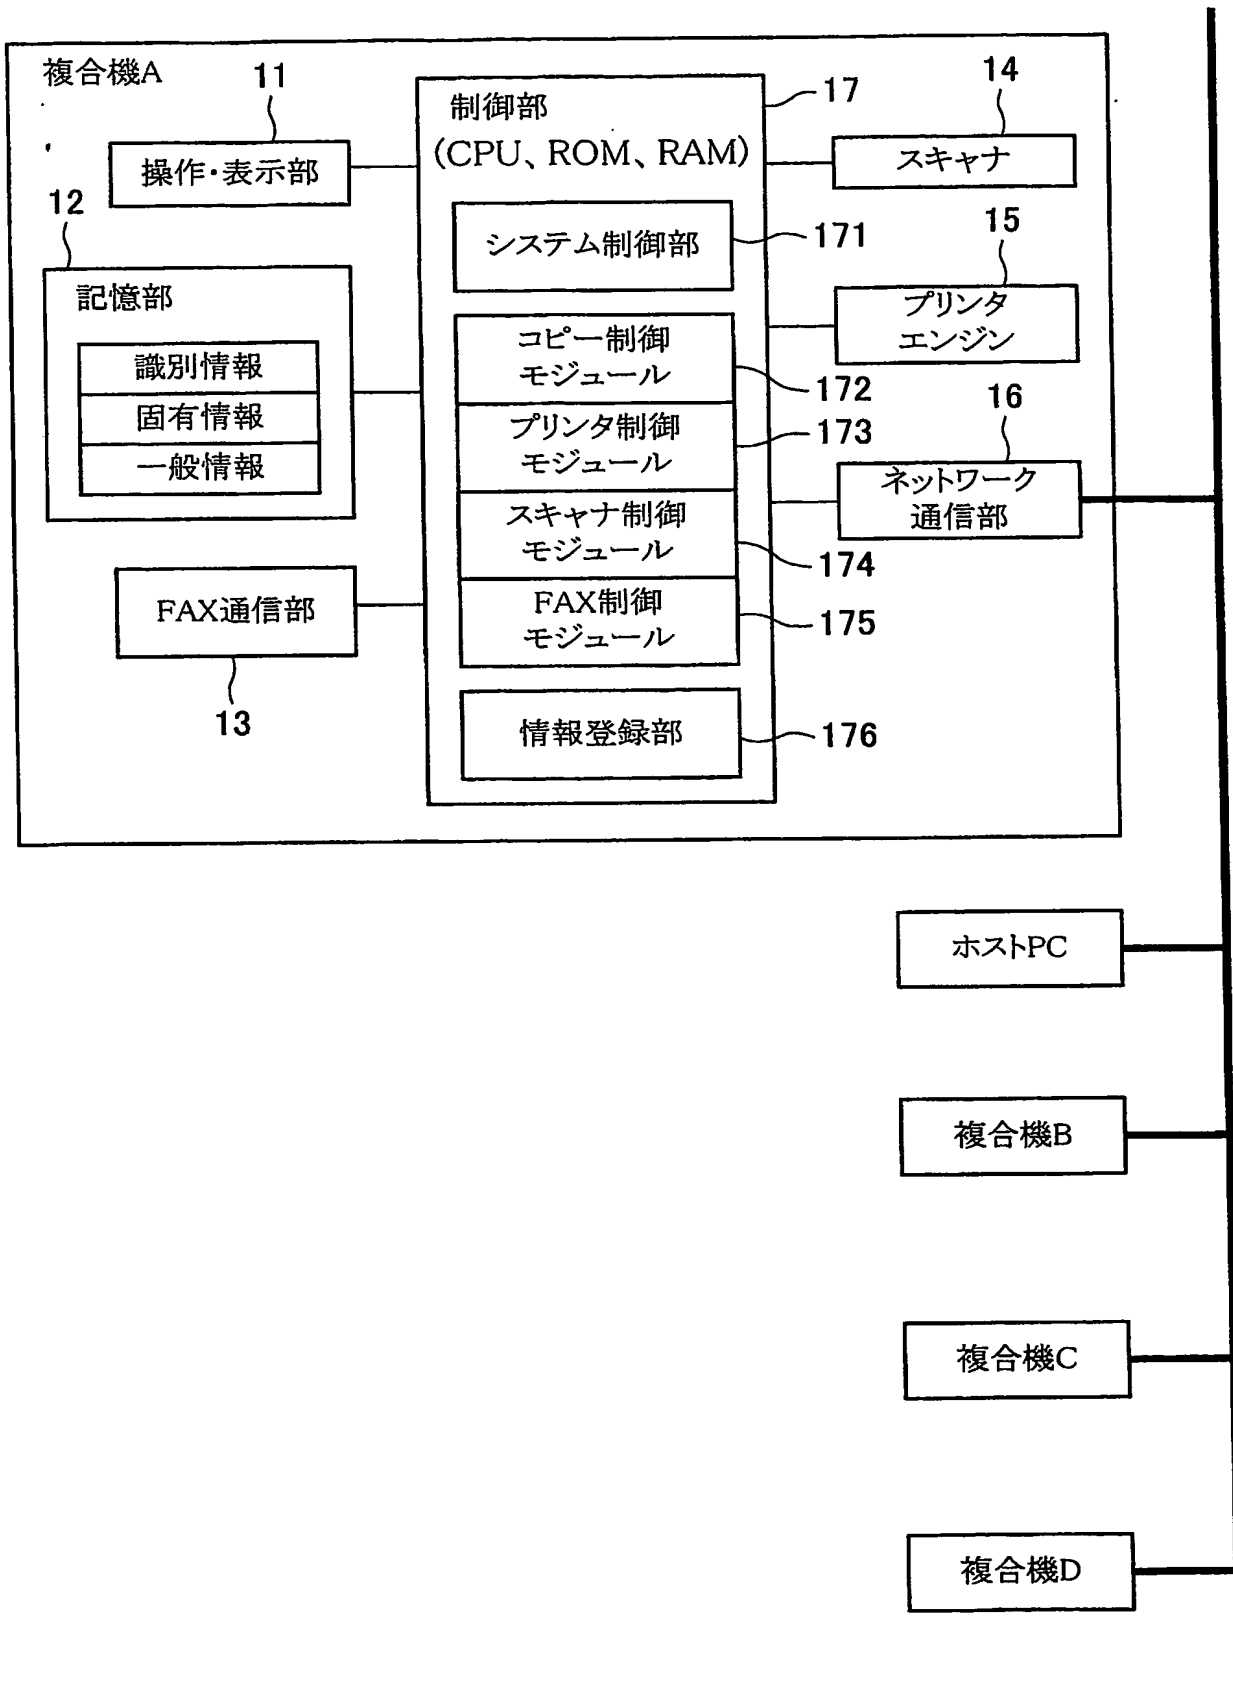 複合機A
11
操作・表示部
12
記憶部
識別情報
固有情報
一般情報
FAX通信部
13
制御部
(CPU、ROM、RAM)
17
システム制御部
171
コピー制御
モジュール
172
プリンタ制御
モジュール
173
スキャナ制御
モジュール
174
FAX制御
モジュール
175
情報登録部
176
14
スキャナ
15
プリンタ
エンジン
16
ネットワーク
通信部
ホストPC
複合機B
複合機C
複合機D